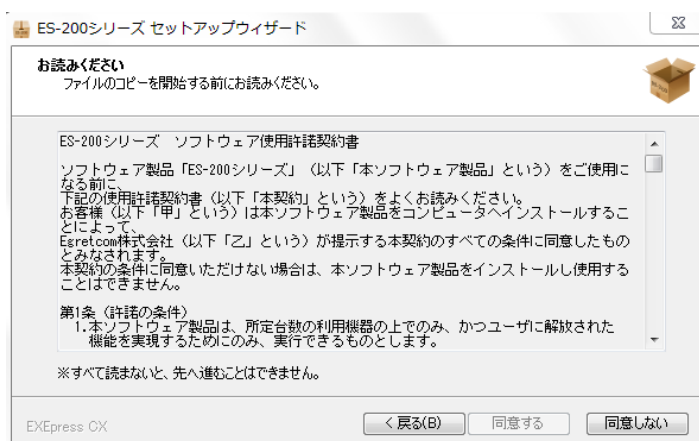 ES-200シリーズ セットアップウィザード
お読みください
ファイルのコピーを開始する前にお読みください。
ES-200シリーズ ソフトウェア使用許諾契約書
ソフトウェア製品「ES-200シリーズ」（以下「本ソフトウェア製品」という）をご使用に
なる前に、
下記の使用許諾契約書（以下「本契約」という）をよくお読みください。
お客様（以下「甲」という）は本ソフトウェア製品をコンピュータへインストールするこ
とによって、
Egretcom株式会社（以下「乙」という）が提示する本契約のすべての条件に同意したもの
とみなされます。
本契約の条件に同意いただけない場合は、本ソフトウェア製品をインストールし使用する
ことはできません。
第1条（許諾の条件）
1.本ソフトウェア製品は、所定台数の利用機器の上でのみ、かつユーザに解放された
機能を実現するためにのみ、実行できるものとします。
※すべて読まないと、先へ進むことはできません。
EXEpress CX
< 戻る(B)
同意する
同意しない